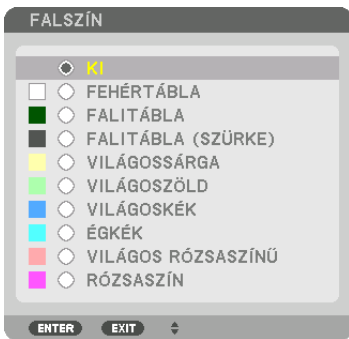 FALSZÍN
KI
FEHÉRTÁBLA
FALITÁBLA
FALITÁBLA (SZÜRKE)
VILÁGOSSÁRGA
VILÁGOSZÖLD
VILÁGOSKÉK
ÉGKÉK
VILÁGOS RÓZSASZÍNŰ
RÓZSASZÍN
ENTER EXIT